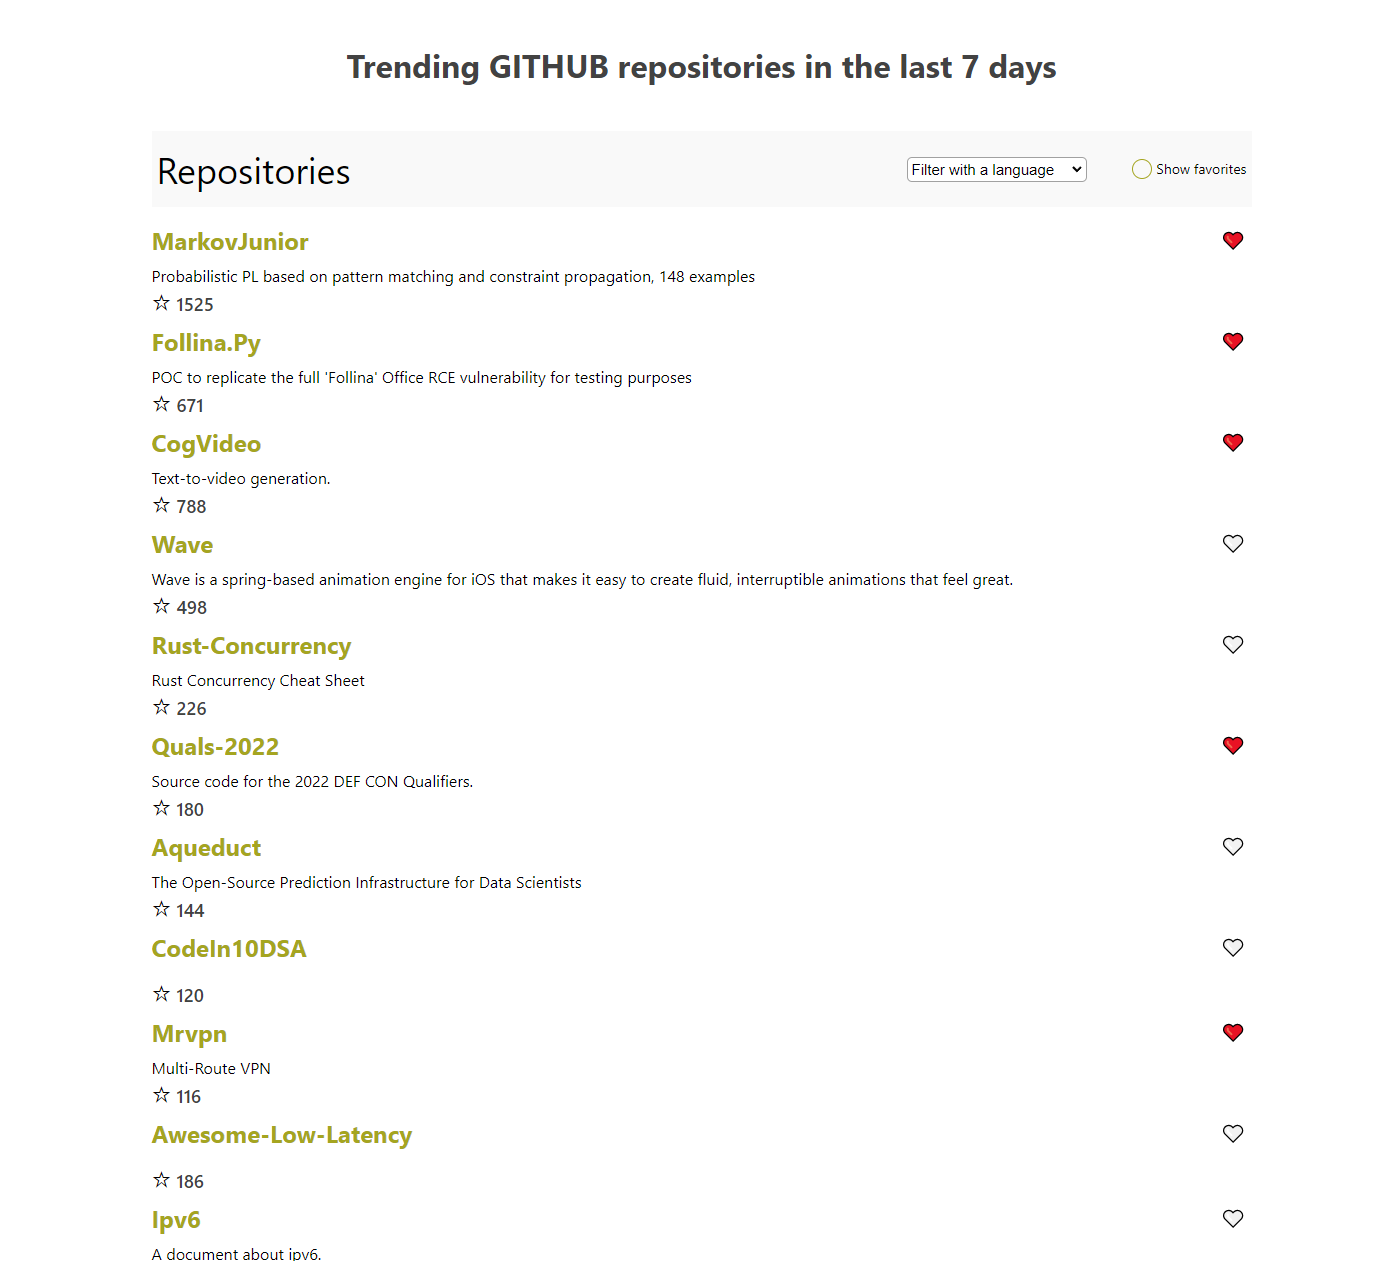 Trending GITHUB repositories in the last 7 days
Repositories
Filter with a language
Show favorites
MarkovJunior
Probabilistic PL based on pattern matching and constraint propagation, 148 examples
☆ 1525
Follina.Py
POC to replicate the full 'Follina' Office RCE vulnerability for testing purposes
☆ 671
CogVideo
Text-to-video generation.
☆ 788
Wave
Wave is a spring-based animation engine for iOS that makes it easy to create fluid, interruptible animations that feel great.
☆ 498
Rust-Concurrency
Rust Concurrency Cheat Sheet
☆ 226
Quals-2022
Source code for the 2022 DEF CON Qualifiers.
☆ 180
Aqueduct
The Open-Source Prediction Infrastructure for Data Scientists
☆ 144
CodeIn10DSA
☆ 120
Mrvpn
Multi-Route VPN
☆ 116
Awesome-Low-Latency
☆ 186
Ipv6
A document about ipv6.